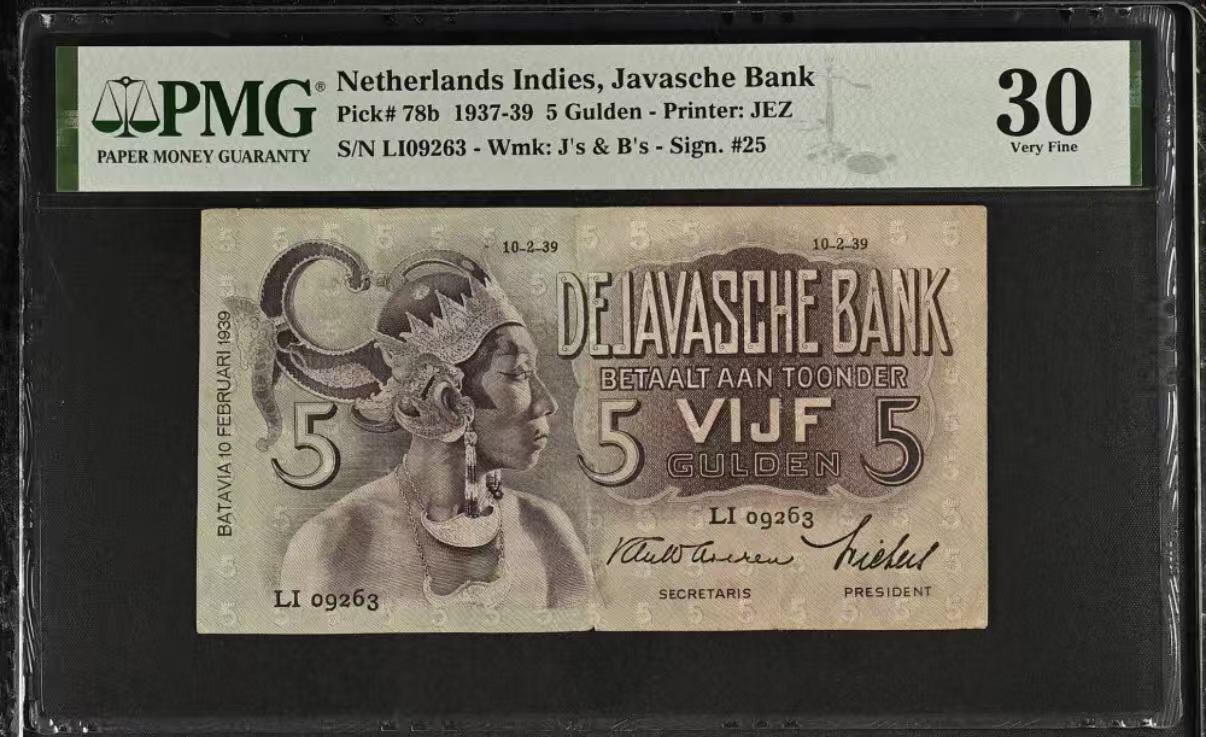 PMG®
PAPER MONEY GUARANTY
Netherlands Indies, Javasche Bank
Pick# 78b 1937-39 5 Gulden - Printer: JEZ
S/N LI09263 - Wmk: J's & B's - Sign. #25
30
Very Fine
10-2-39 10-2-39
DE JAVASCHE BANK
BETAALT AAN TOONDER
5 5 VIJF 5
GULDEN
BATAVIA 10 FEBRUARI 1939
LI 09263
SECRETARIS PRESIDENT
LI 09263